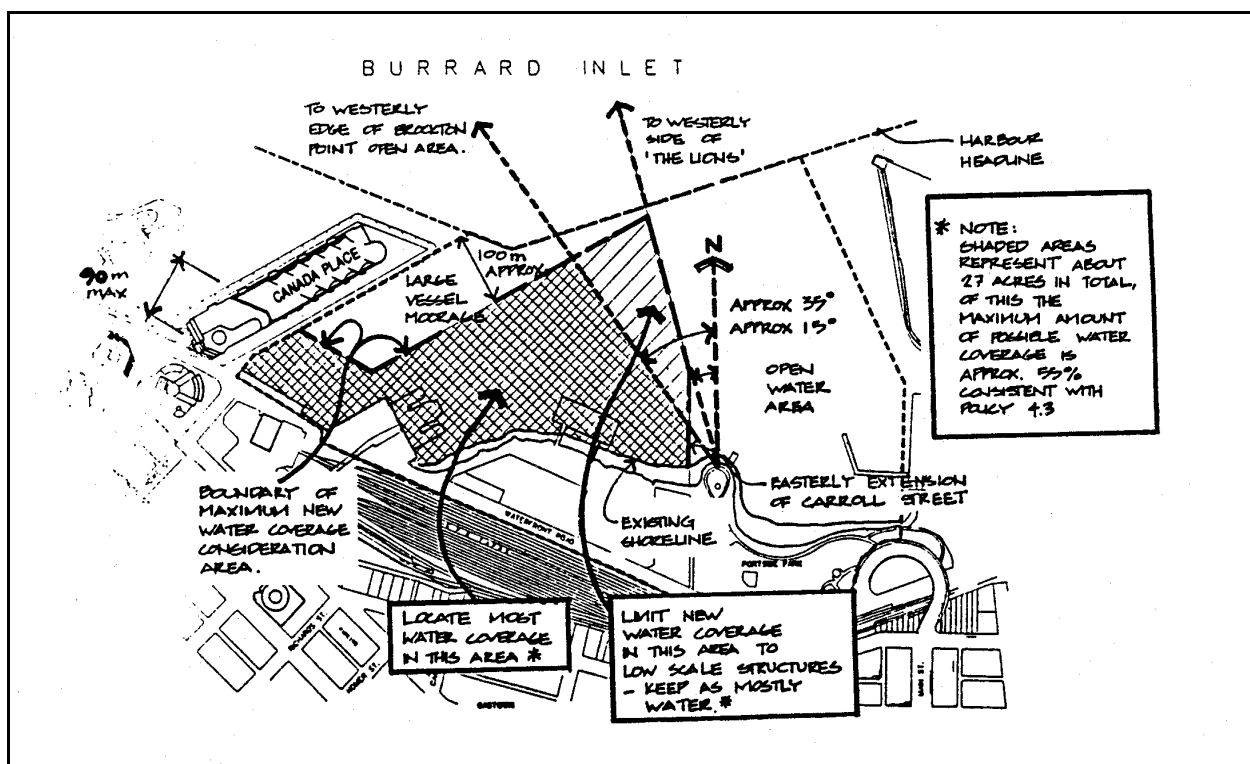 BURRARD INLET
TO WESTERLY
EDGE OF BROCKTON
POINT OPEN AREA.
TO WESTERLY
SIDE OF
'THE LIONS'
HARBOUR
HEADLINE
* NOTE:
SHADED AREAS
REPRESENT ABOUT
27 ACRES IN TOTAL,
OF THIS THE
MAXIMUM AMOUNT
OF POSSIBLE WATER
COVERAGE IS
APPROX. 55%
CONSISTENT WITH
POLICY 4.3
90m
MAX
CANADA PLACE
100m
APPROX
LARGE
VESSEL
MOORAGE
N
APPROX 35°
APPROX 15°
OPEN
WATER
AREA
BOUNDARY OF
MAXIMUM NEW
WATER COVERAGE
CONSIDERATION
AREA.
WATERFRONT ROAD
EXISTING
SHORELINE
EASTERLY EXTENSION
OF CARROLL STREET
PORTSIDE PARK
LOCATE MOST
WATER COVERAGE
IN THIS AREA *
LIMIT NEW
WATER COVERAGE
IN THIS AREA TO
LOW SCALE STRUCTURES
- KEEP AS MOSTLY
WATER.*
RICHARDS ST.
HOMER ST.
GASTOWN
MAIN ST.